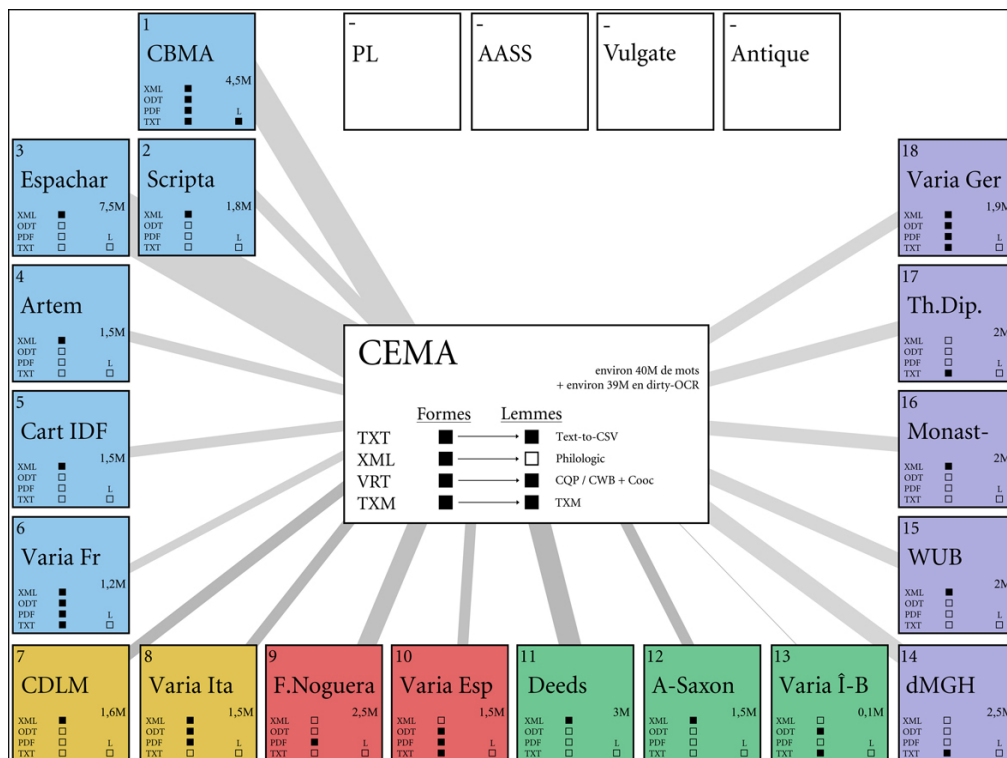 1
CBMA
4,5M
XML
ODT
PDF L
TXT
-
PL
-
AASS
-
Vulgate
-
Antique
3
Espachar
7,5M
XML
ODT
PDF L
TXT
2
Scripta
1,8M
XML
ODT
PDF L
TXT
18
Varia Ger
1,9M
XML
ODT
PDF L
TXT
4
Artem
1,5M
XML
ODT
PDF L
TXT
17
Th.Dip.
2M
XML
ODT
PDF L
TXT
CEMA
environ 40M de mots
+ environ 39M en dirty-OCR
Formes Lemmes
TXT Text-to-CSV
XML Philologic
VRT CQP / CWB + Cooc
TXM TXM
5
Cart IDF
1,5M
XML
ODT
PDF L
TXT
16
Monast-
2M
XML
ODT
PDF L
TXT
6
Varia Fr
1,2M
XML
ODT
PDF L
TXT
15
WUB
2M
XML
ODT
PDF L
TXT
7
CDLM
1,6M
XML
ODT
PDF L
TXT
8
Varia Ita
1,5M
XML
ODT
PDF L
TXT
9
F.Noguera
2,5M
XML
ODT
PDF L
TXT
10
Varia Esp
1,5M
XML
ODT
PDF L
TXT
11
Deeds
3M
XML
ODT
PDF L
TXT
12
A-Saxon
1,5M
XML
ODT
PDF L
TXT
13
Varia Î-B
0,1M
XML
ODT
PDF L
TXT
14
dMGH
2,5M
XML
ODT
PDF L
TXT